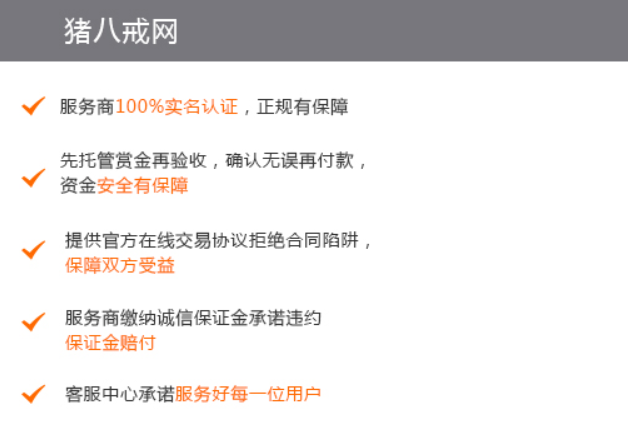 猪八戒网
服务商100%实名认证，正规有保障
先托管赏金再验收，确认无误再付款，
资金安全有保障
提供官方在线交易协议拒绝合同陷阱，
保障双方受益
服务商缴纳诚信保证金承诺违约
保证金赔付
客服中心承诺服务好每一位用户